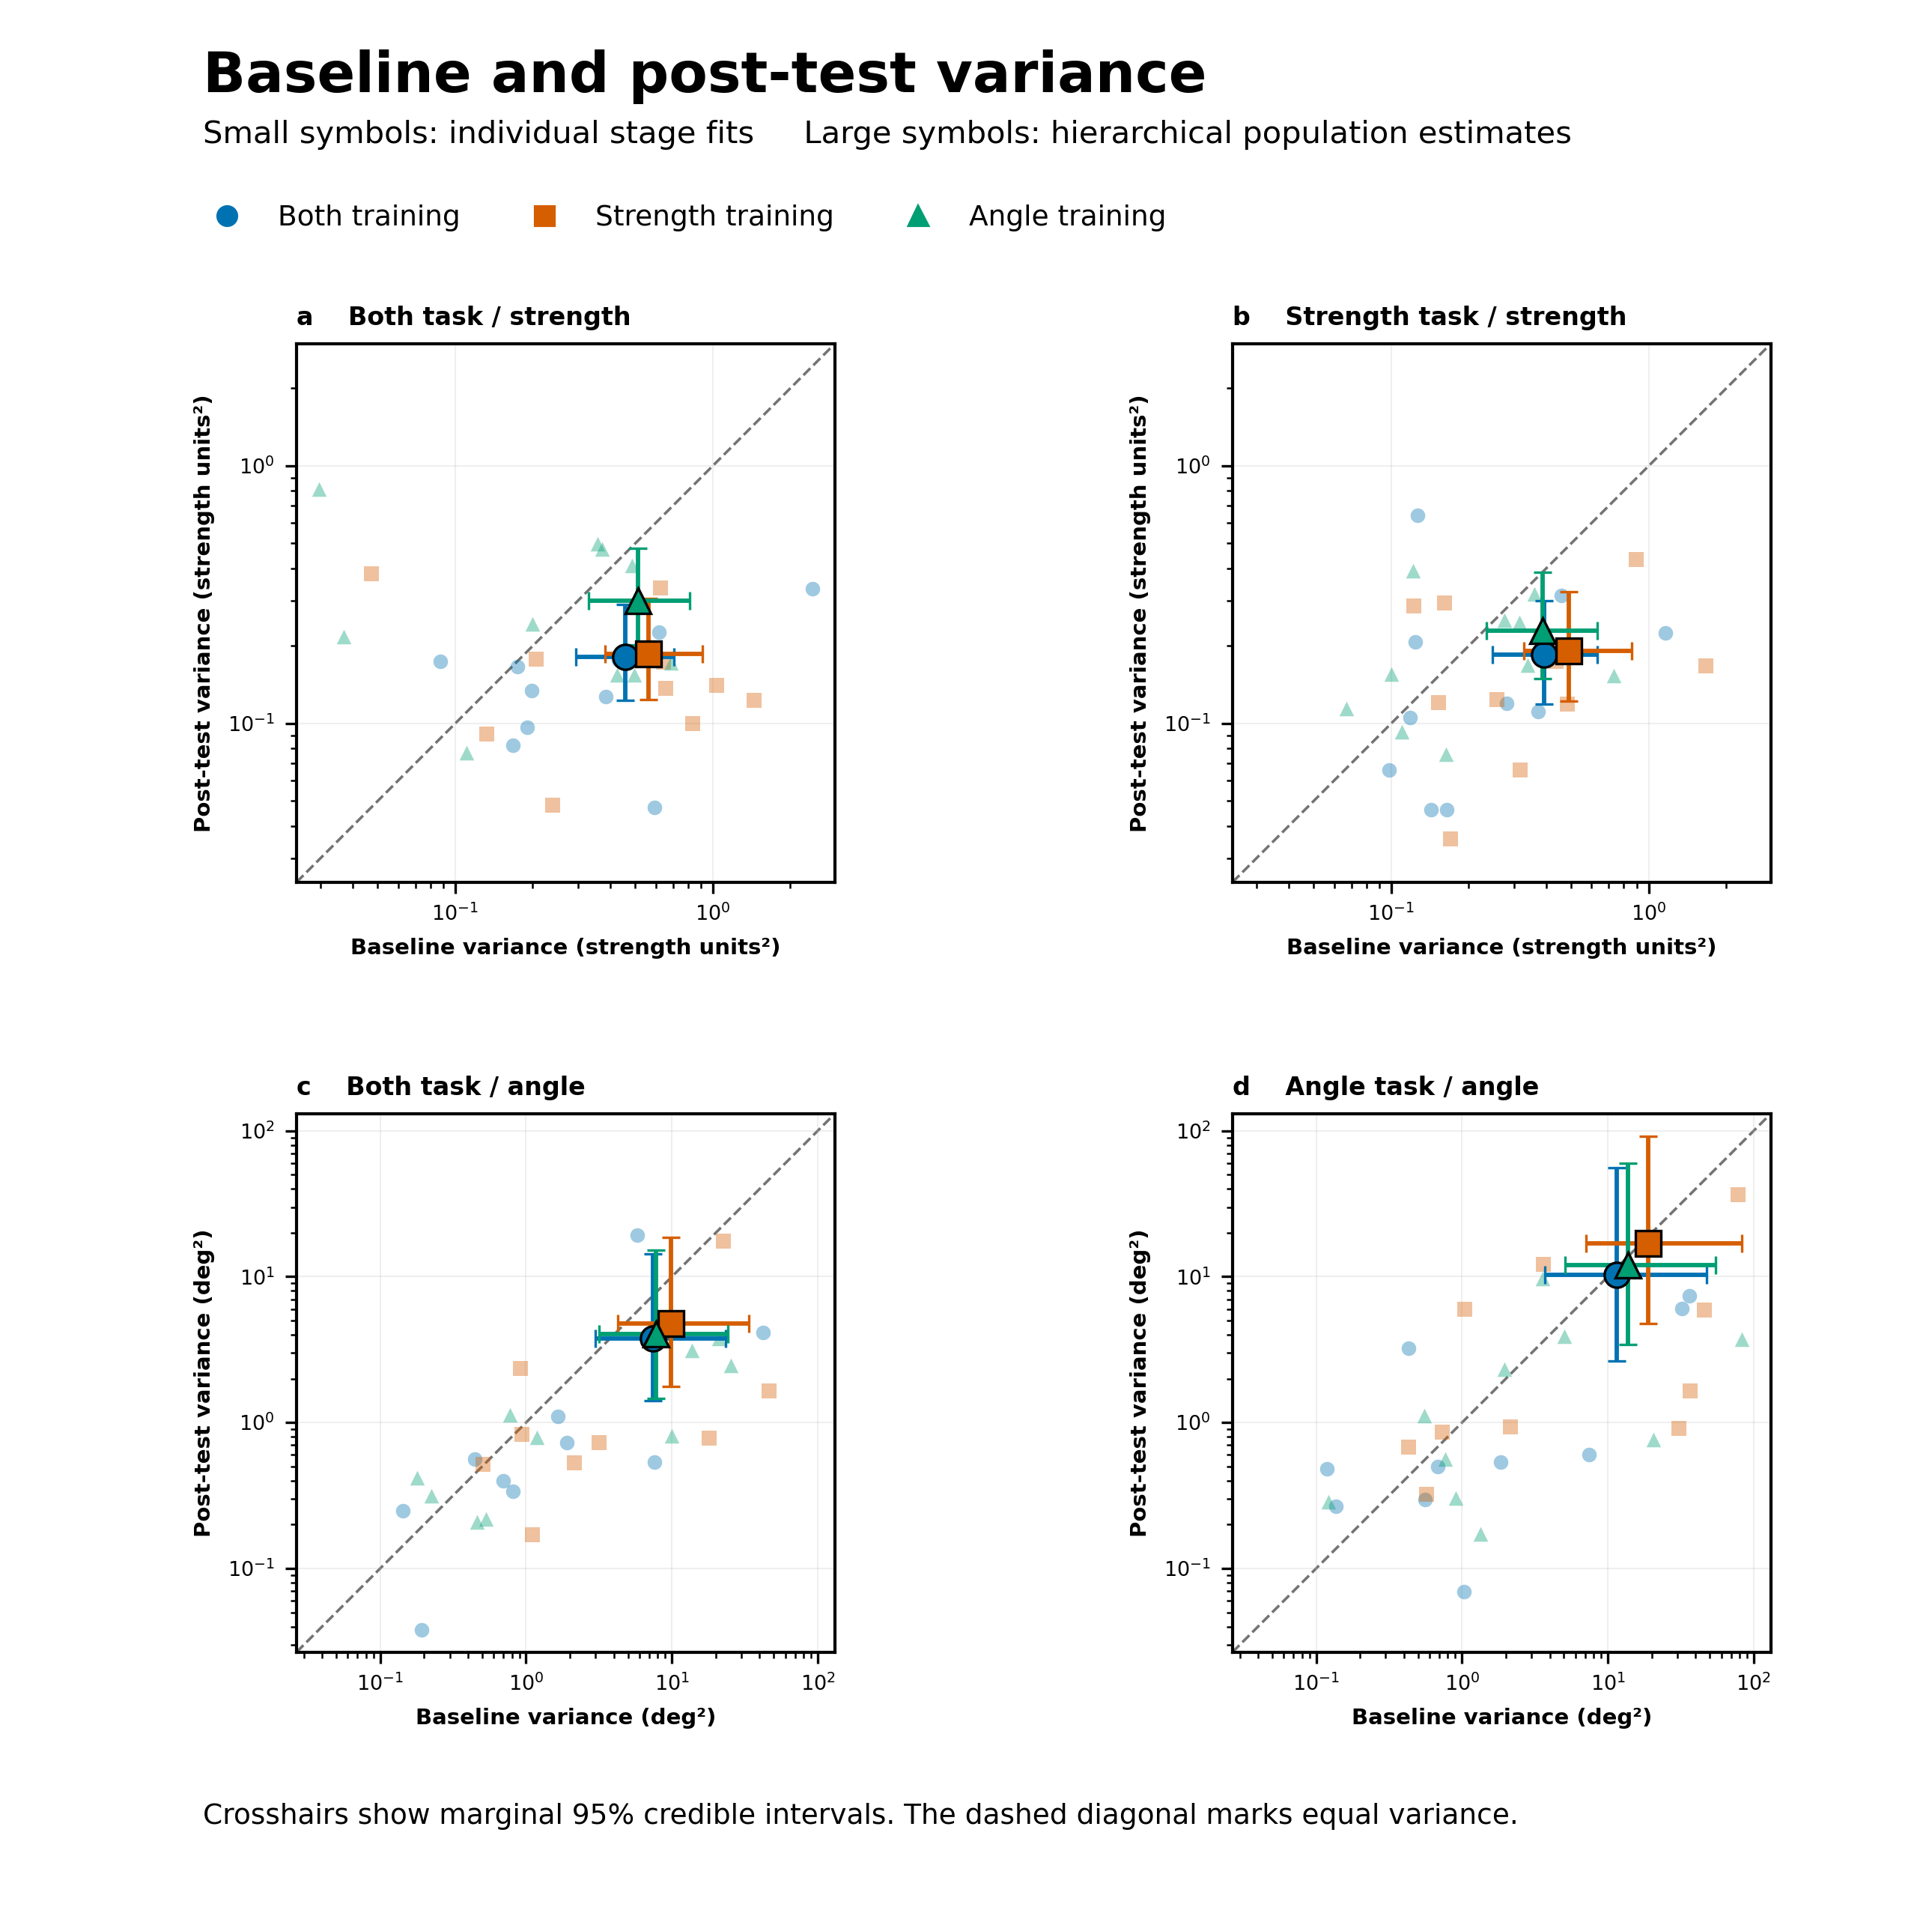 Baseline and post-test variance
Small symbols: individual stage fits Large symbols: hierarchical population estimates
Both training Strength training Angle training
a Both task / strength
Post-test variance (strength units²)
10⁰
10⁻¹
10⁻¹ 10⁰
Baseline variance (strength units²)
b Strength task / strength
Post-test variance (strength units²)
10⁰
10⁻¹
10⁻¹ 10⁰
Baseline variance (strength units²)
c Both task / angle
Post-test variance (deg²)
10²
10¹
10⁰
10⁻¹
10⁻¹ 10⁰ 10¹ 10²
Baseline variance (deg²)
d Angle task / angle
Post-test variance (deg²)
10²
10¹
10⁰
10⁻¹
10⁻¹ 10⁰ 10¹ 10²
Baseline variance (deg²)
Crosshairs show marginal 95% credible intervals. The dashed diagonal marks equal variance.